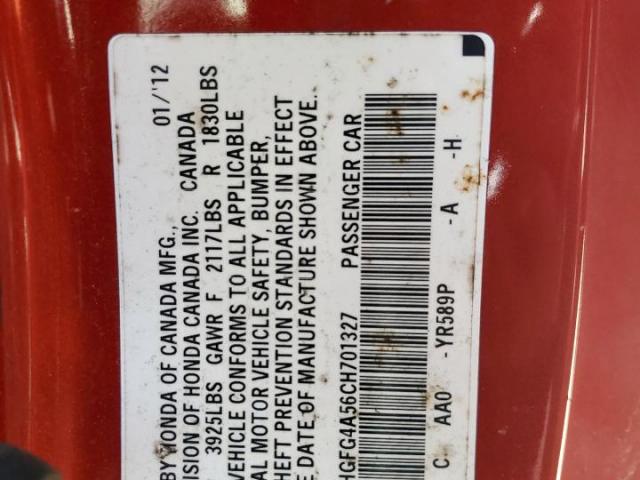 BY HONDA OF CANADA MFG., 01/'12
ISION OF HONDA CANADA INC. CANADA
3925LBS GAWR F 2117LBS R 1830LBS
VEHICLE CONFORMS TO ALL APPLICABLE
AL MOTOR VEHICLE SAFETY, BUMPER,
HEFT PREVENTION STANDARDS IN EFFECT
E DATE OF MANUFACTURE SHOWN ABOVE.
HGFG4A56CH701327 PASSENGER CAR
C AA0 -YR589P -A -H